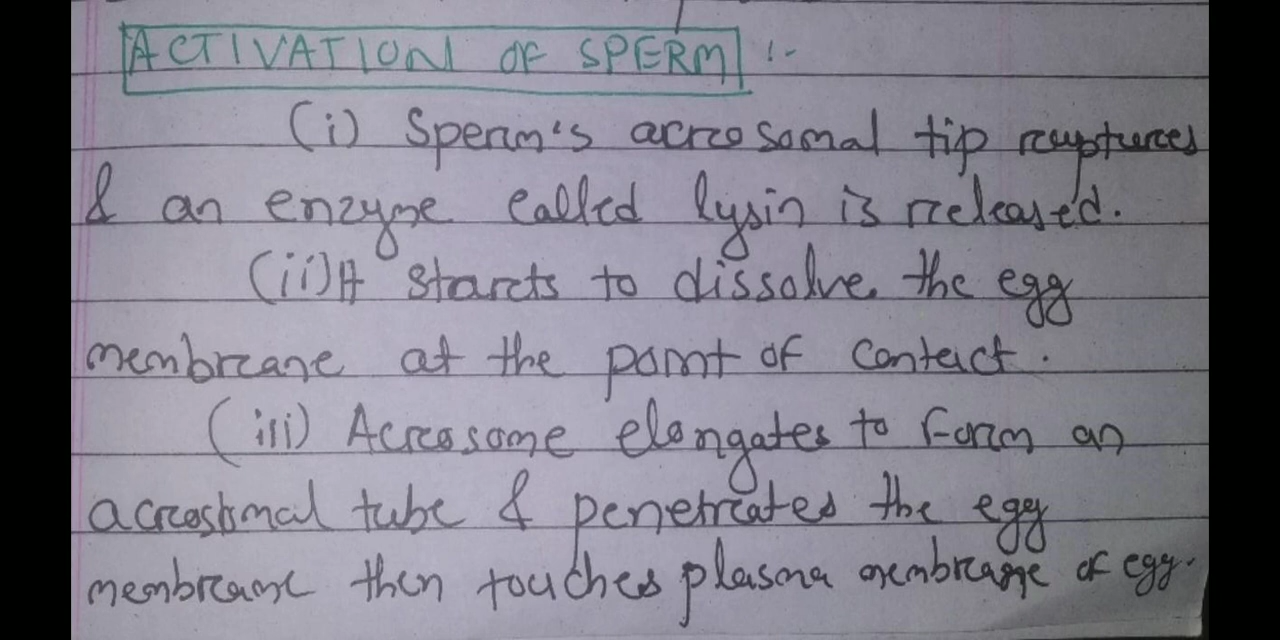 ACTIVATION OF SPERM :-
(i) Sperm's acrosomal tip ruptures
& an enzyme called lysin is released.
(ii) It starts to dissolve the egg
membrane at the point of contact.
(iii) Acrosome elongates to form an
acrosomal tube & penetrates the egg
membrane then touches plasma membrane of egg.